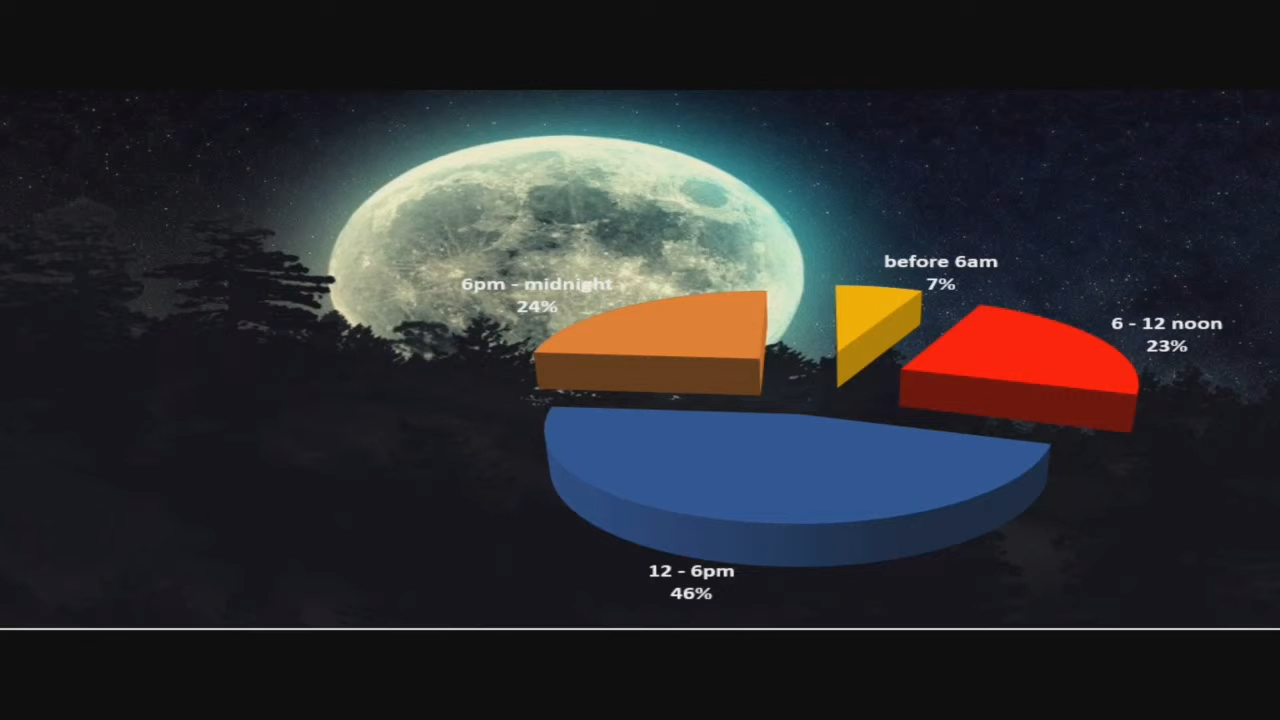 before 6am
7%
6pm - midnight
24%
6 - 12 noon
23%
12 - 6pm
46%